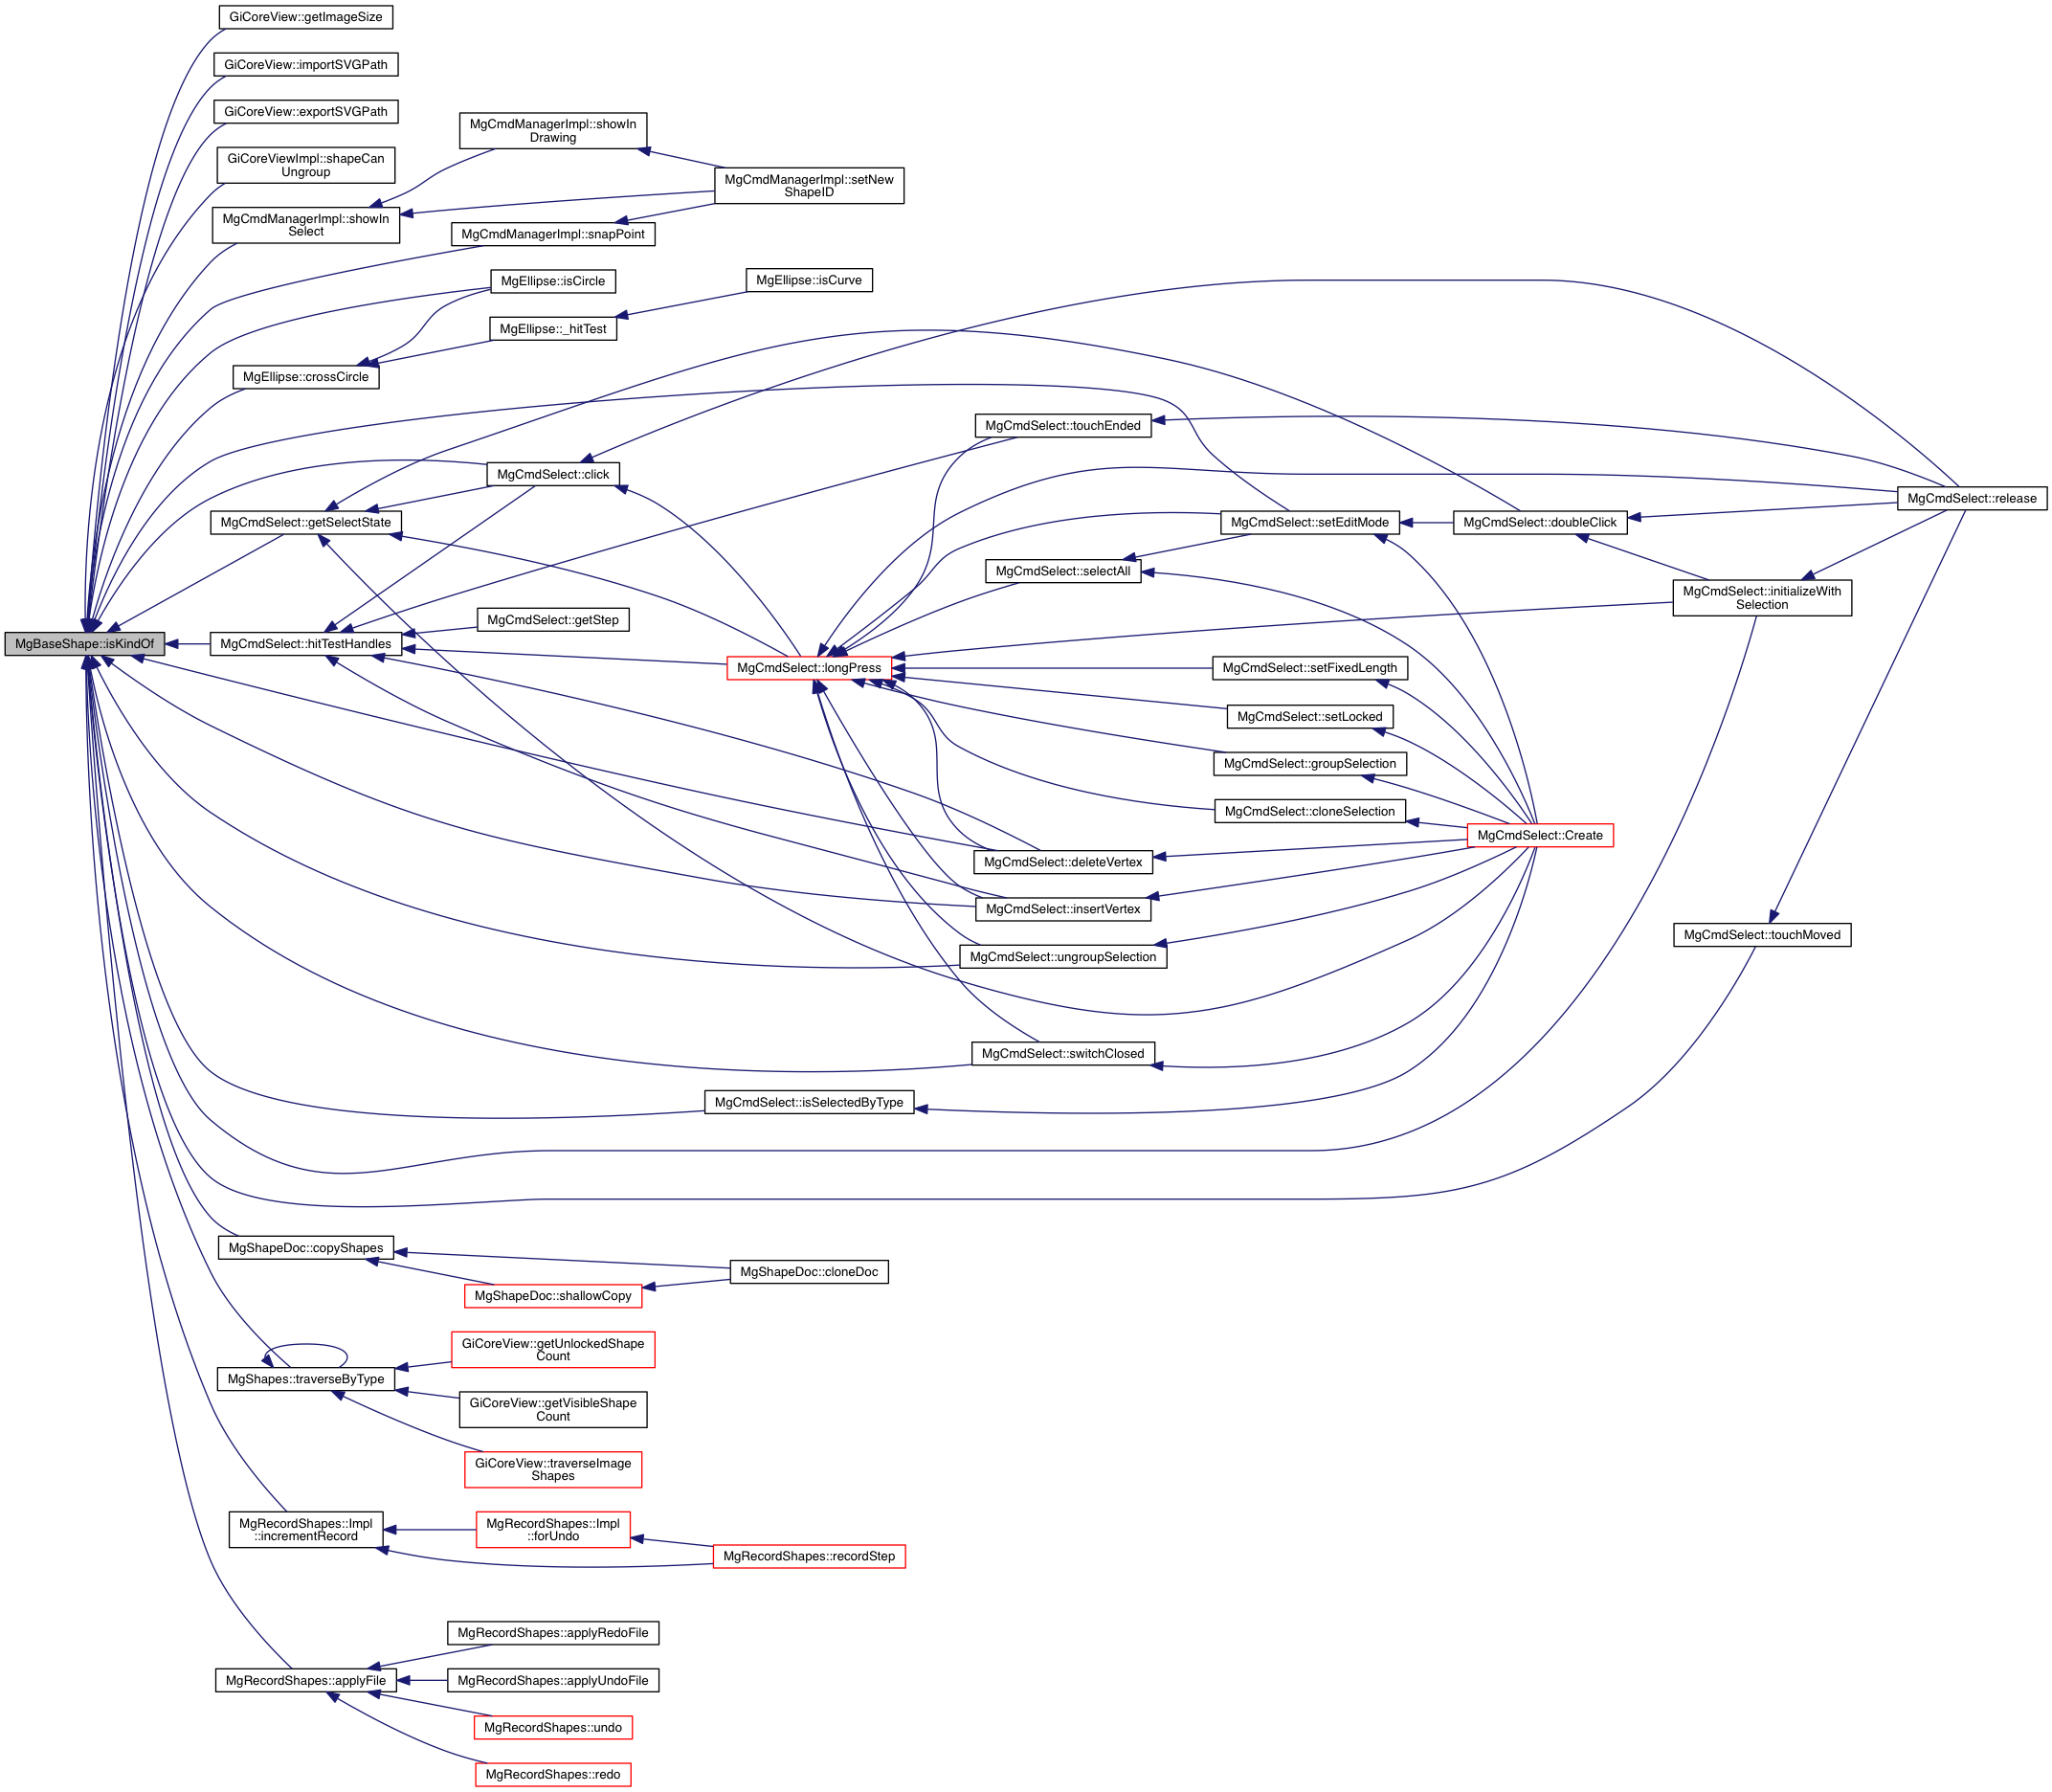 GiCoreView::getImageSize
GiCoreView::importSVGPath
GiCoreView::exportSVGPath
MgCmdManagerImpl::showIn
Drawing
GiCoreViewImpl::shapeCan
Ungroup
MgCmdManagerImpl::setNew
ShapeID
MgCmdManagerImpl::showIn
Select
MgCmdManagerImpl::snapPoint
MgEllipse::isCircle
MgEllipse::isCurve
MgEllipse::_hitTest
MgEllipse::crossCircle
MgCmdSelect::touchEnded
MgCmdSelect::click
MgCmdSelect::release
MgCmdSelect::getSelectState
MgCmdSelect::setEditMode
MgCmdSelect::doubleClick
MgCmdSelect::selectAll
MgCmdSelect::initializeWith
Selection
MgCmdSelect::getStep
MgBaseShape::isKindOf
MgCmdSelect::hitTestHandles
MgCmdSelect::longPress
MgCmdSelect::setFixedLength
MgCmdSelect::setLocked
MgCmdSelect::groupSelection
MgCmdSelect::cloneSelection
MgCmdSelect::Create
MgCmdSelect::deleteVertex
MgCmdSelect::insertVertex
MgCmdSelect::touchMoved
MgCmdSelect::ungroupSelection
MgCmdSelect::switchClosed
MgCmdSelect::isSelectedByType
MgShapeDoc::copyShapes
MgShapeDoc::cloneDoc
MgShapeDoc::shallowCopy
GiCoreView::getUnlockedShape
Count
MgShapes::traverseByType
GiCoreView::getVisibleShape
Count
GiCoreView::traverseImage
Shapes
MgRecordShapes::Impl
::incrementRecord
MgRecordShapes::Impl
::forUndo
MgRecordShapes::recordStep
MgRecordShapes::applyRedoFile
MgRecordShapes::applyFile
MgRecordShapes::applyUndoFile
MgRecordShapes::undo
MgRecordShapes::redo